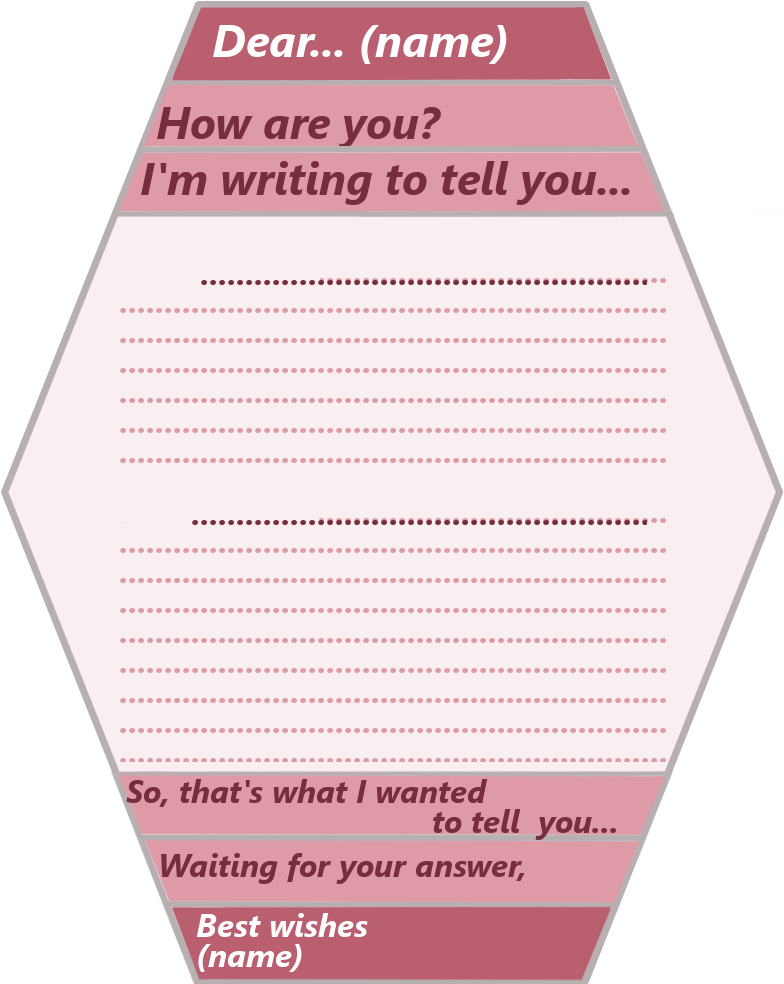 Dear... (name)
How are you?
I'm writing to tell you...
So, that's what I wanted
to tell you...
Waiting for your answer,
Best wishes
(name)